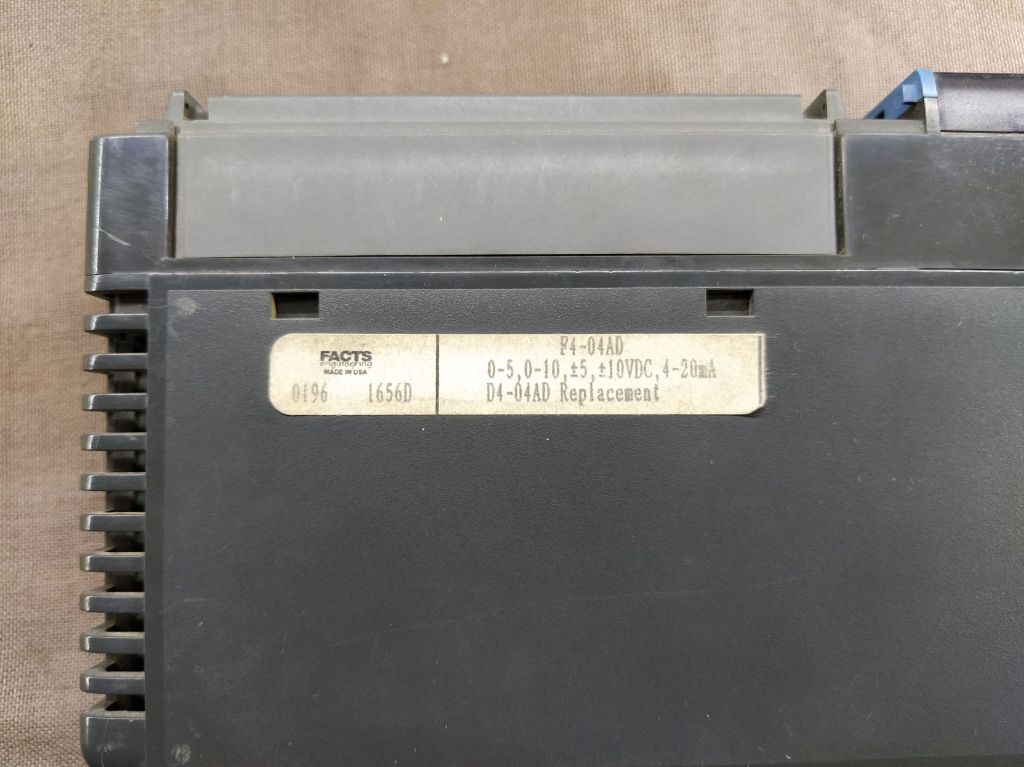 FACTS
engineering
MADE IN USA
0196 1656D
F4-04AD
0-5,0-10,±5,±10VDC,4-20mA
D4-04AD Replacement